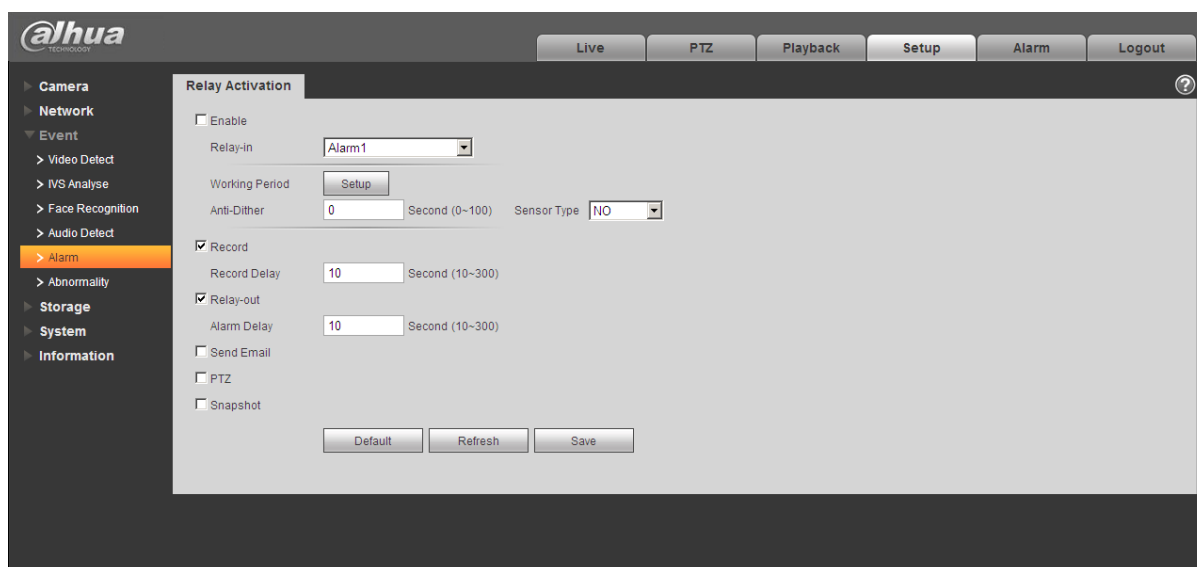 alhua
TECHNOLOGY
Live PTZ Playback Setup Alarm Logout
Camera
Network
Event
> Video Detect
> IVS Analyse
> Face Recognition
> Audio Detect
> Alarm
> Abnormality
Storage
System
Information
Relay Activation
?
Enable
Relay-in Alarm1
Working Period Setup
Anti-Dither 0 Second (0~100) Sensor Type NO
Record
Record Delay 10 Second (10~300)
Relay-out
Alarm Delay 10 Second (10~300)
Send Email
PTZ
Snapshot
Default Refresh Save